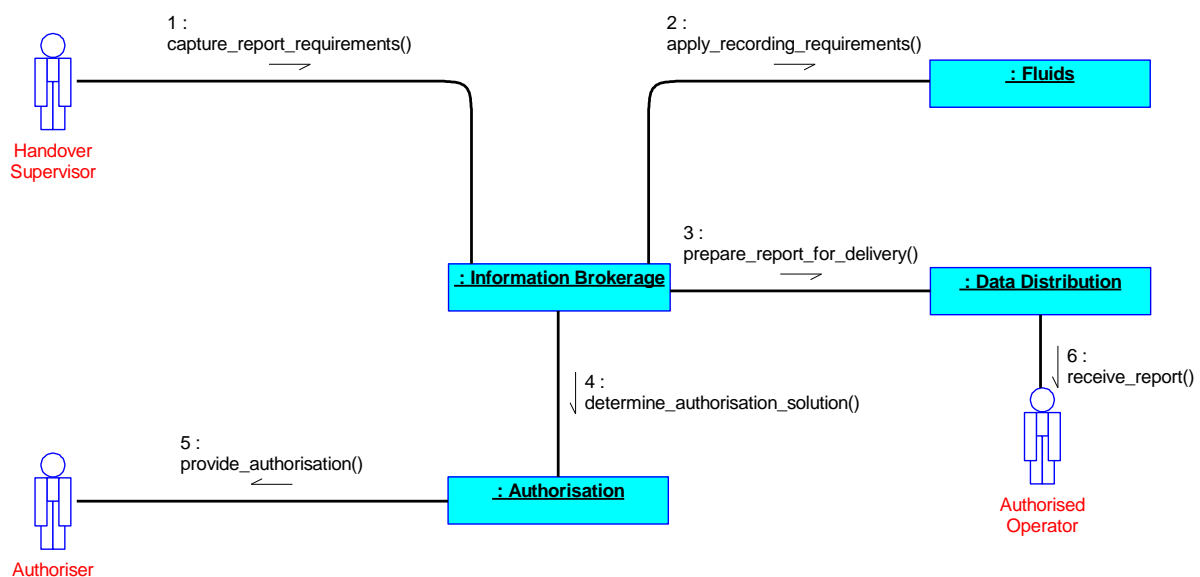 1 :
capture_report_requirements()
2 :
apply_recording_requirements()
: Fluids
Handover
Supervisor
3 :
prepare_report_for_delivery()
: Information Brokerage
: Data Distribution
4 :
determine_authorisation_solution()
6 :
receive_report()
5 :
provide_authorisation()
: Authorisation
Authorised
Operator
Authoriser